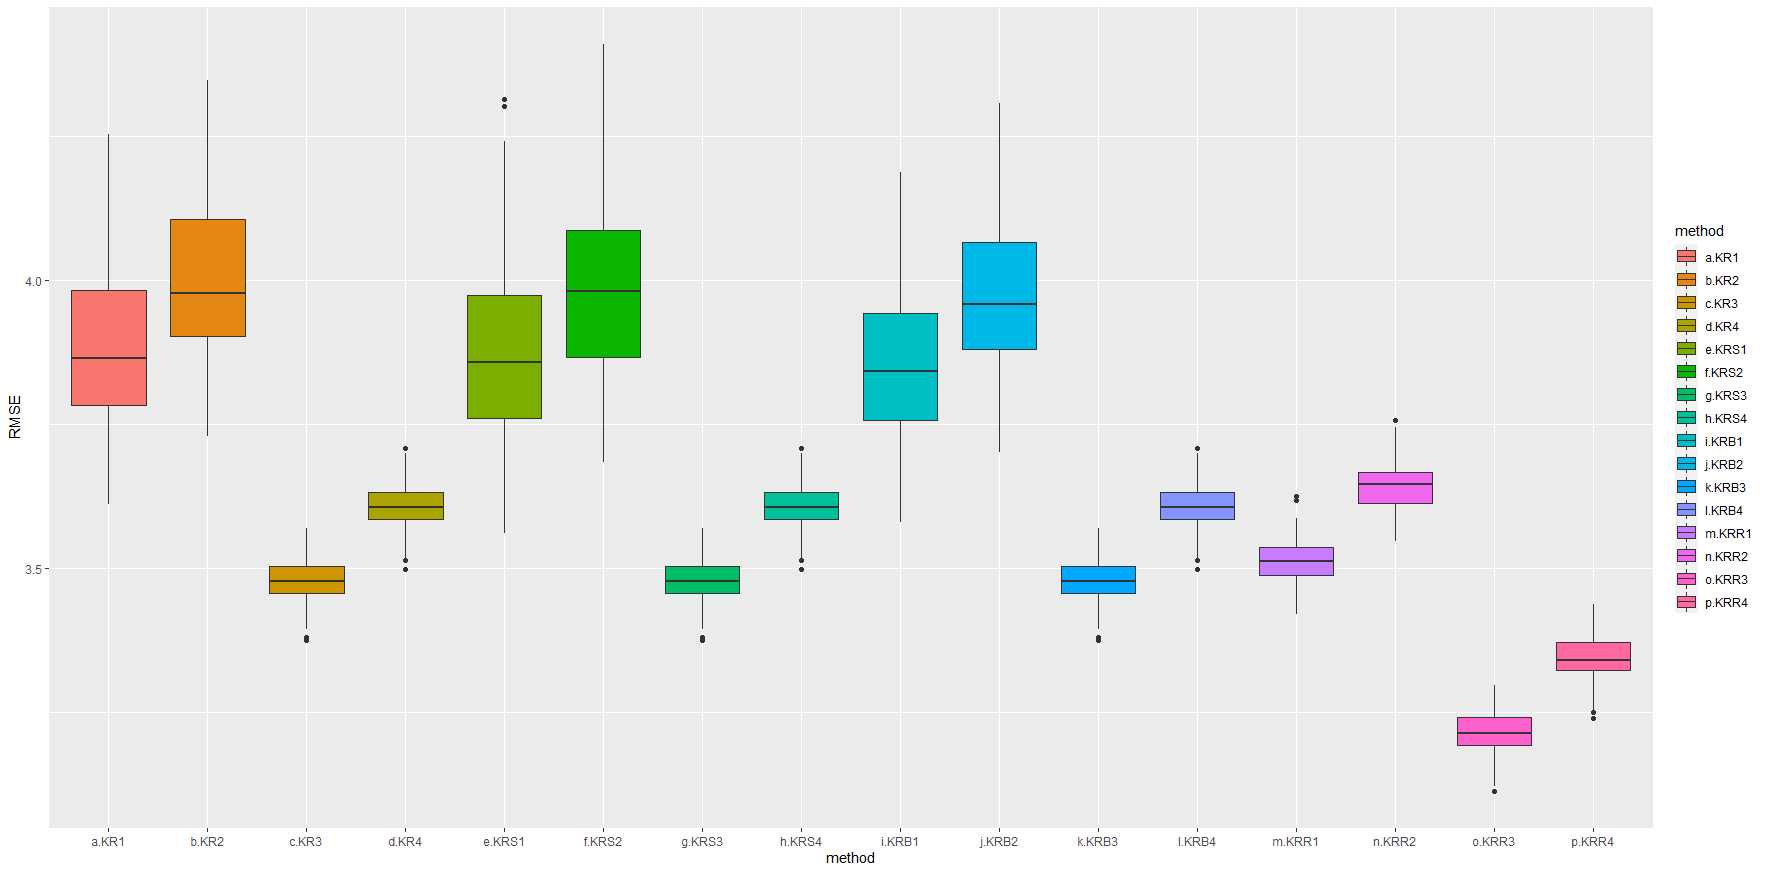 RMSE
4.0
3.5
a.KR1 b.KR2 c.KR3 d.KR4 e.KRS1 f.KRS2 g.KRS3 h.KRS4 i.KRB1 j.KRB2 k.KRB3 l.KRB4 m.KRR1 n.KRR2 o.KRR3 p.KRR4
method
method
a.KR1
b.KR2
c.KR3
d.KR4
e.KRS1
f.KRS2
g.KRS3
h.KRS4
i.KRB1
j.KRB2
k.KRB3
l.KRB4
m.KRR1
n.KRR2
o.KRR3
p.KRR4